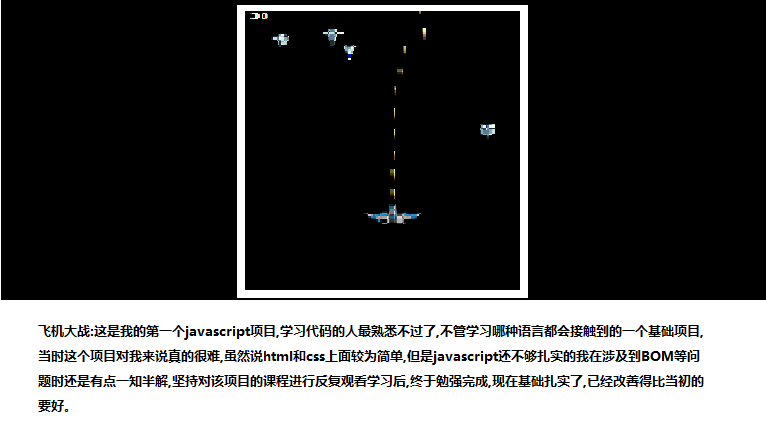 飞机大战:这是我的第一个javascript项目,学习代码的人最熟悉不过了,不管学习哪种语言都会接触到的一个基础项目,
当时这个项目对我来说真的很难,虽然说html和css上面较为简单,但是javascript还不够扎实的我在涉及到BOM等问
题时还是有点一知半解,坚持对该项目的课程进行反复观看学习后,终于勉强完成,现在基础扎实了,已经改善得比当初的
要好。